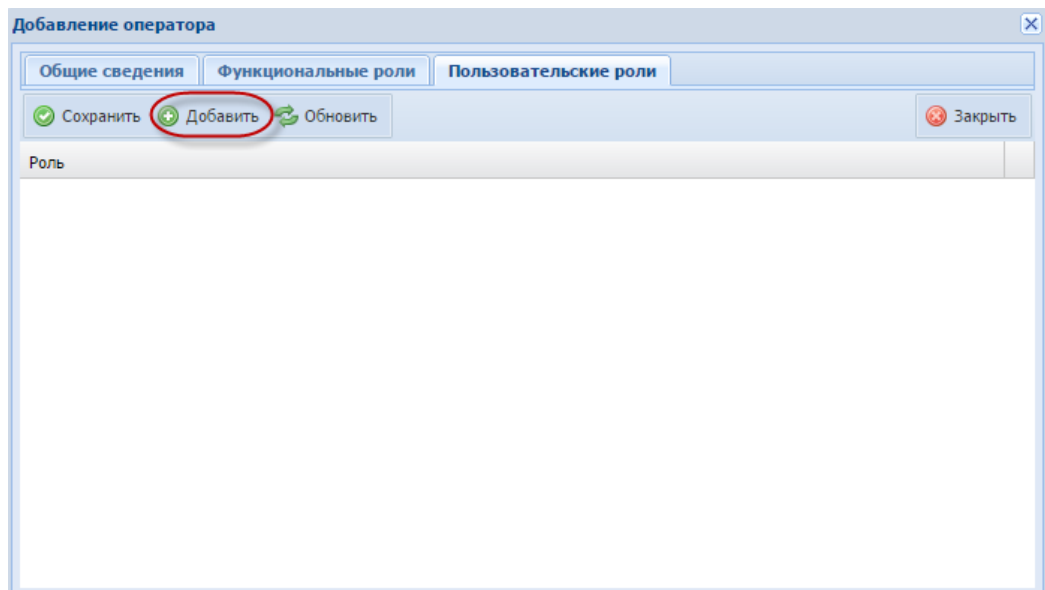 Добавление оператора
Общие сведения Функциональные роли Пользовательские роли
Сохранить Добавить Обновить Закрыть
Роль